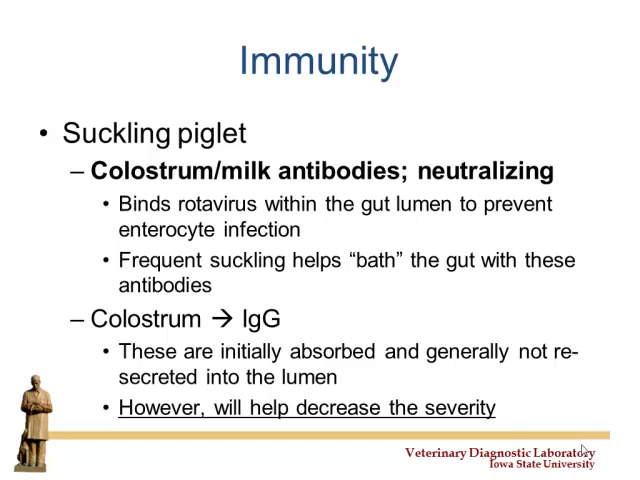 Immunity
• Suckling piglet
– Colostrum/milk antibodies; neutralizing
• Binds rotavirus within the gut lumen to prevent
enterocyte infection
• Frequent suckling helps “bath” the gut with these
antibodies
– Colostrum → IgG
• These are initially absorbed and generally not re-
secreted into the lumen
• However, will help decrease the severity
Veterinary Diagnostic Laboratory
Iowa State University